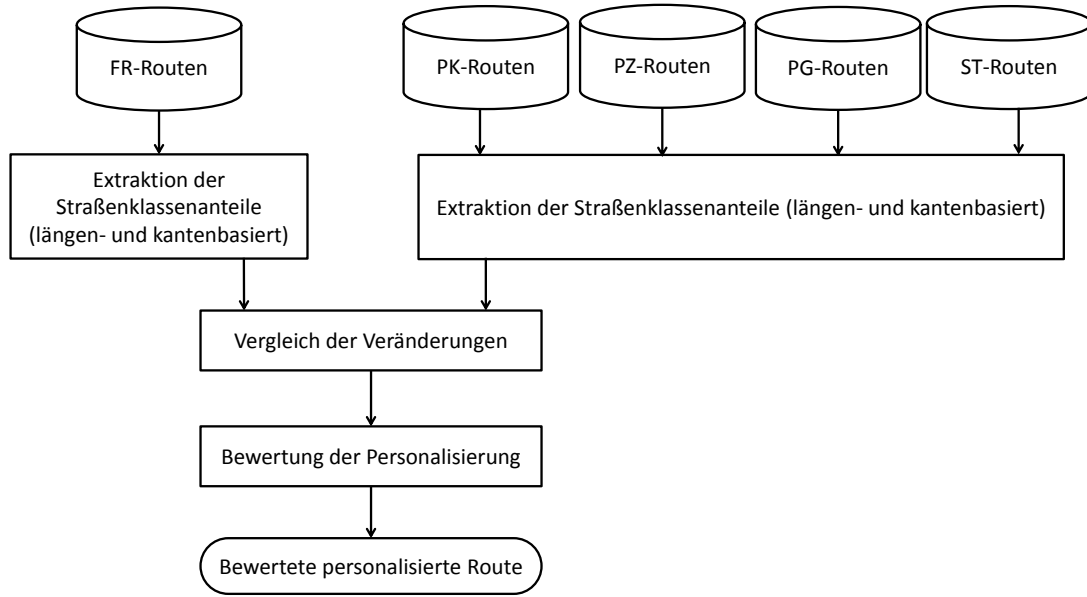 FR-Routen
PK-Routen
PZ-Routen
PG-Routen
ST-Routen
Extraktion der
Straßenklassenanteile
(längen- und kantenbasiert)
Extraktion der Straßenklassenanteile (längen- und kantenbasiert)
Vergleich der Veränderungen
Bewertung der Personalisierung
Bewertete personalisierte Route